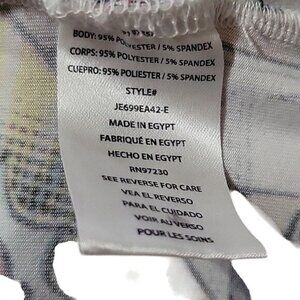 BODY: 95% POLYESTER / 5% SPANDEX
CORPS: 95% POLYESTER / 5% SPANDEX
CUEPRO: 95% POLYESTER / 5% SPANDEX
STYLE#
JE699EA42-E
MADE IN EGYPT
FABRIQUÉ EN EGYPT
HECHO EN EGYPT
RN97230
SEE REVERSE FOR CARE
VEA EL REVERSO
PARA EL CUIDADO
VOIR AU VERSO
POUR LES SOINS